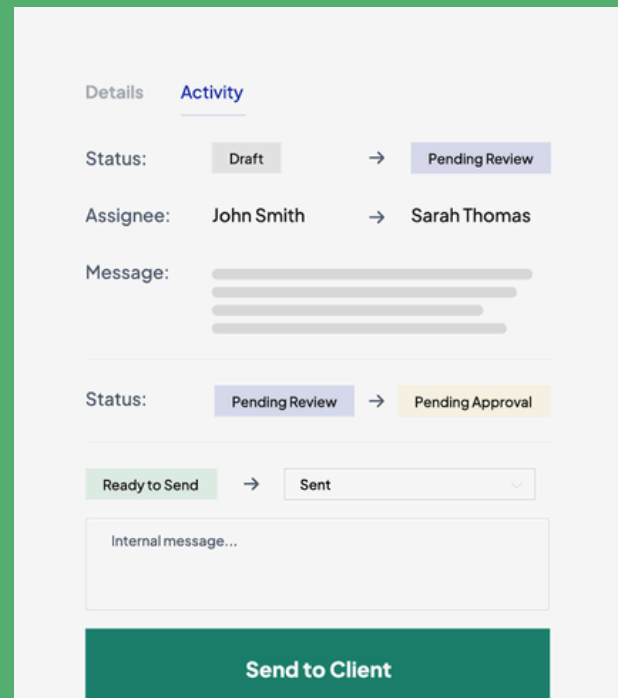 Details Activity
Status: Draft → Pending Review
Assignee: John Smith → Sarah Thomas
Message:
Status: Pending Review → Pending Approval
Ready to Send → Sent
Internal message...
Send to Client